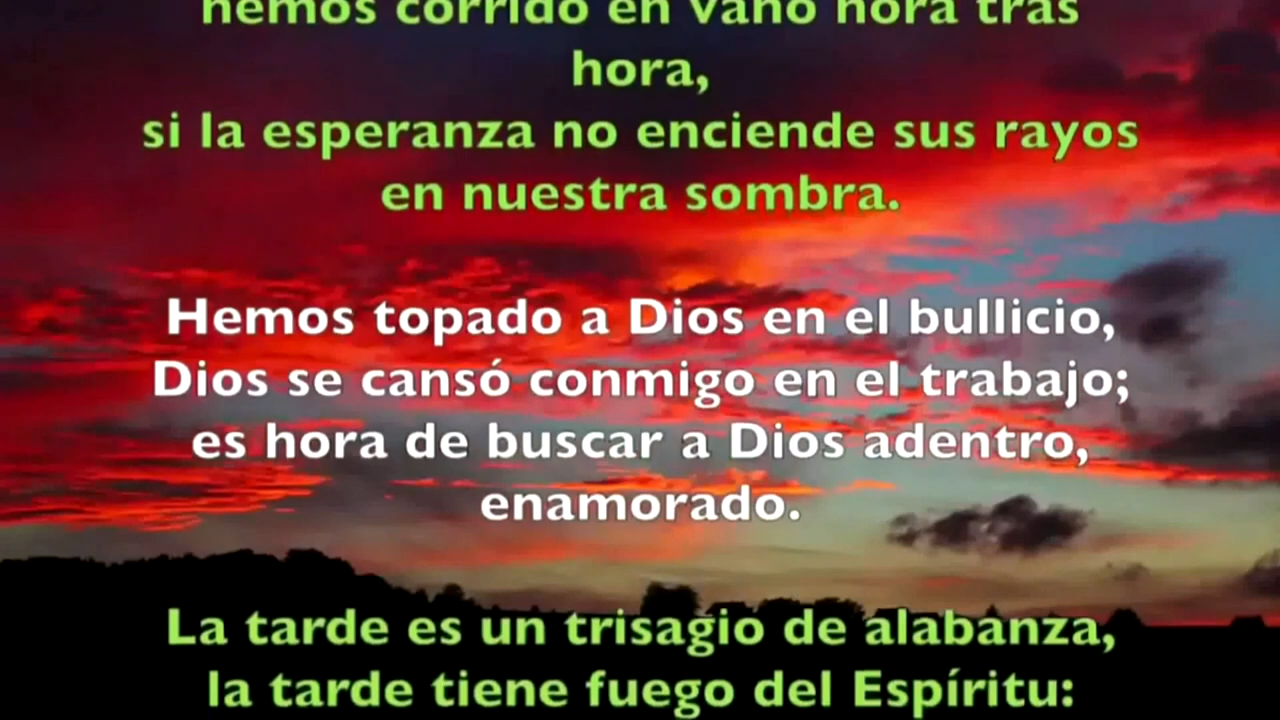 hemos corrido en vano hora tras
hora,
si la esperanza no enciende sus rayos
en nuestra sombra.
Hemos topado a Dios en el bullicio,
Dios se cansó conmigo en el trabajo;
es hora de buscar a Dios adentro,
enamorado.
La tarde es un trisagio de alabanza,
la tarde tiene fuego del Espíritu: